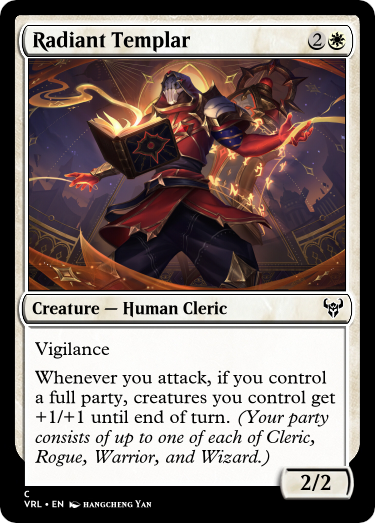 Radiant Templar 2
Creature — Human Cleric
Vigilance
Whenever you attack, if you control
a full party, creatures you control get
+1/+1 until end of turn. (Your party
consists of up to one of each of Cleric,
Rogue, Warrior, and Wizard.)
2/2
C
VRL • EN HANGCHENG YAN